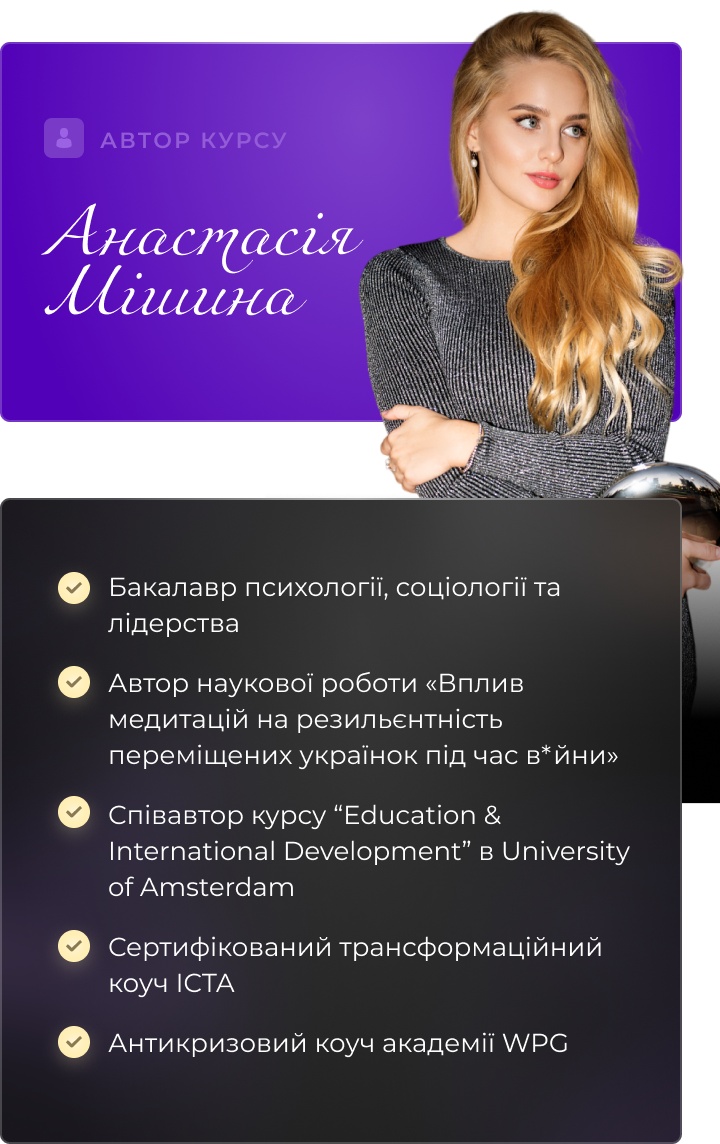 АВТОР КУРСУ
Анастасія
Мішина
Бакалавр психології, соціології та
лідерства
Автор наукової роботи «Вплив
медитацій на резильєнтність
переміщених українок під час в*йни»
Співавтор курсу “Education &
International Development” в University
of Amsterdam
Сертифікований трансформаційний
коуч ICTA
Антикризовий коуч академії WPG